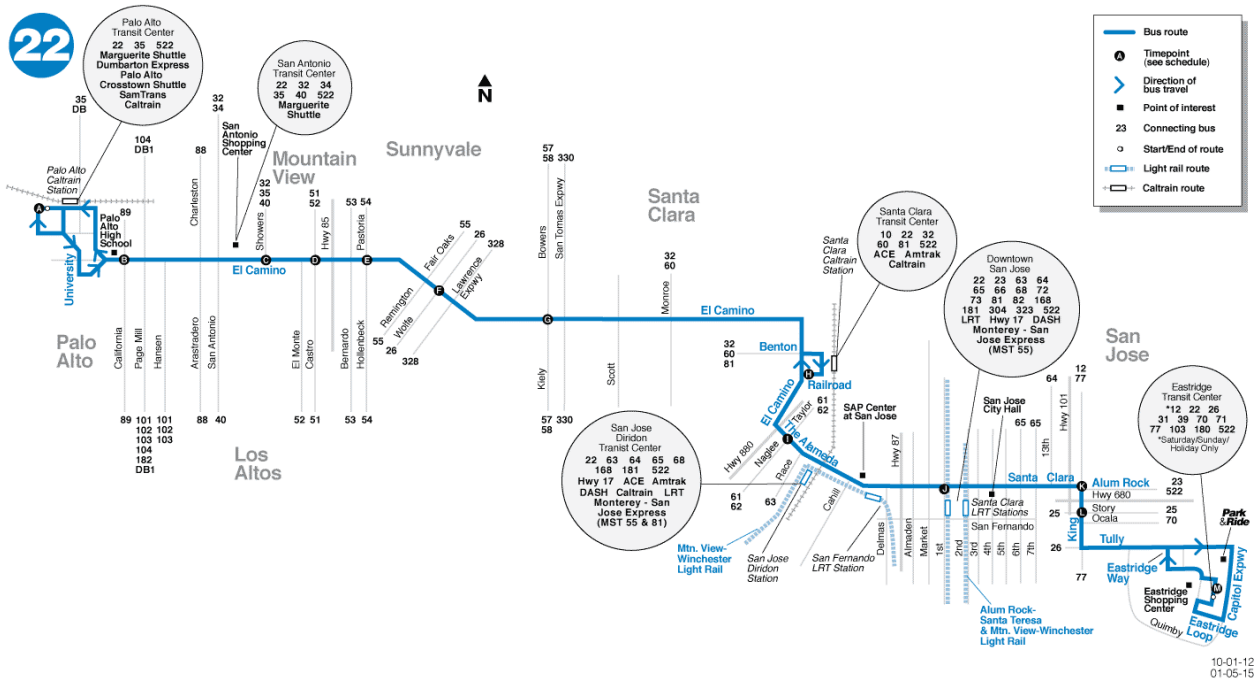 22
Palo Alto
Transit Center
22 35 522
Marguerite Shuttle
Dumbarton Express
Palo Alto
Crosstown Shuttle
SamTrans
Caltrain
San Antonio
Transit Center
22 32 34
35 40 522
Marguerite
Shuttle
N
Bus route
A
Timepoint
(see schedule)
Direction of
bus travel
Point of interest
23
Connecting bus
Start/End of route
Light rail route
Caltrain route
35
DB
32
34
104
DB1
88
San
Antonio
Shopping
Center
Mountain
View
Sunnyvale
Santa
Clara
Palo Alto
Caltrain
Station
A
89
Palo
Alto
High
School
Charleston
32
35
40
Showers
51
52
Hwy 85
53
54
Pastoria
University
B
El Camino
C
D
E
Fair Oaks
55
26
328
Lawrence
Expwy
F
57
58
330
Bowers
San Tomas Expwy
G
Palo
Alto
California
Page Mill
Hansen
Arastradero
San Antonio
El Monte
Castro
Bernardo
Hollenbeck
Remington
Wolfe
55
26
328
89
101
102
103
104
182
DB1
101
103
88
40
52
51
53
54
Los
Altos
Kiely
57
58
330
Scott
32
60
Monroe
El Camino
Santa
Clara
Caltrain
Station
Santa Clara
Transit Center
10 22 32
60 81 522
ACE Amtrak
Caltrain
32
60
81
Benton
H
Railroad
El Camino
Taylor
61
62
The Alameda
I
Hwy 880
Naglee
Race
61
62
63
SAP Center
at San Jose
Cahill
San Jose
Diridon
Transit Center
22 63 64 65 68
168 181 522
Hwy 17 ACE Amtrak
DASH Caltrain LRT
Monterey - San
Jose Express
(MST 55 & 81)
Mtn. View-
Winchester
Light Rail
San Jose
Diridon
Station
San Fernando
LRT Station
Delmas
Hwy 87
Almaden
Market
1st
2nd
3rd
4th
5th
6th
7th
Downtown
San Jose
22 23 63 64
65 66 68 72
73 81 82 168
181 304 323 522
LRT Hwy 17 DASH
Monterey - San
Jose Express
(MST 55)
San Jose
City Hall
65
65
64
13th
12
77
Hwy 101
J
Santa Clara
Santa Clara
LRT Stations
San Fernando
Alum Rock-
Santa Teresa
& Mtn. View-Winchester
Light Rail
San
Jose
Eastridge
Transit Center
*12 22 26
31 39 70 71
77 103 180 522
*Saturday/Sunday/
Holiday Only
K
Alum Rock
23
522
Hwy 680
L
Story
25
25
Ocala
70
King
26
Tully
77
Park
&Ride
Eastridge
Way
Capitol Expwy
M
Eastridge
Shopping
Center
Quimby
Eastridge
Loop
10-01-12
01-05-15